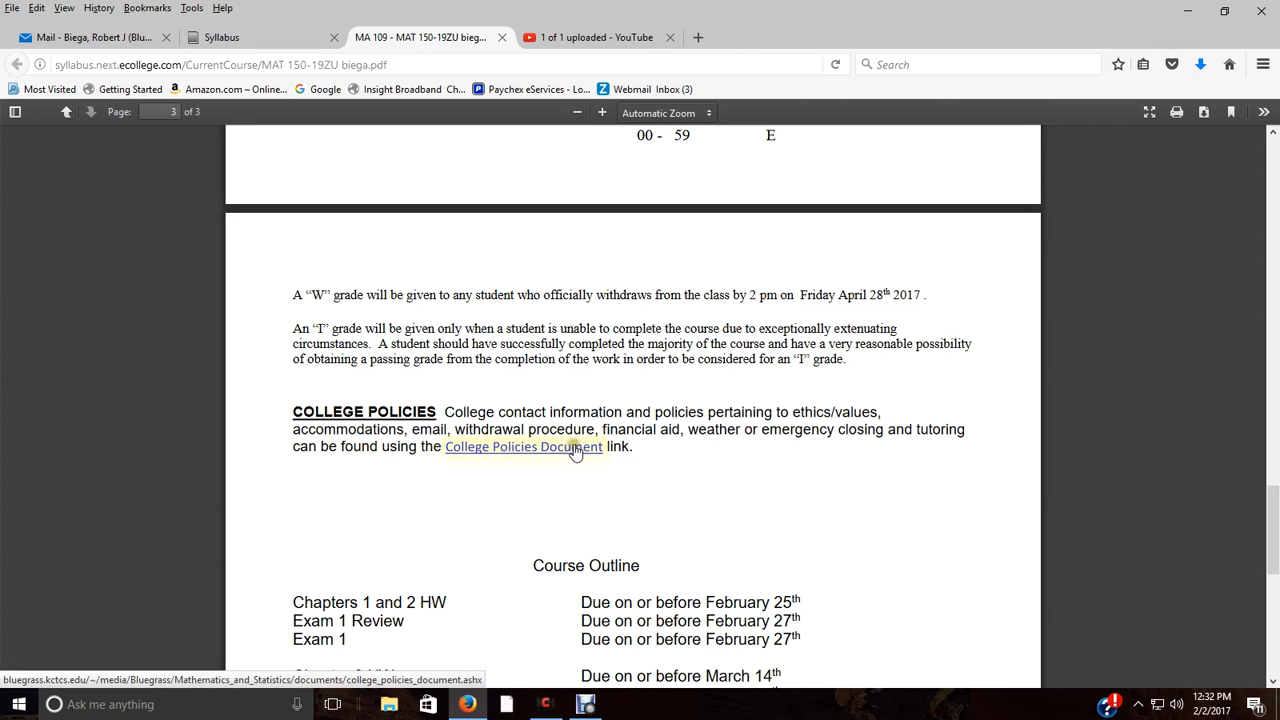 File Edit View History Bookmarks Tools Help
Mail - Biega, Robert J (Blu...
Syllabus
MA 109 - MAT 150-19ZU bieg...
1 of 1 uploaded - YouTube
syllabus.next.ecollege.com/CurrentCourse/MAT 150-19ZU biega.pdf
Search
Most Visited Getting Started Amazon.com – Online... Google Insight Broadband Ch... Paychex eServices - Lo... Webmail Inbox (3)
Page: 3 of 3
Automatic Zoom
00 - 59 E
A “W” grade will be given to any student who officially withdraws from the class by 2 pm on Friday April 28th 2017 .
An “I” grade will be given only when a student is unable to complete the course due to exceptionally extenuating
circumstances. A student should have successfully completed the majority of the course and have a very reasonable possibility
of obtaining a passing grade from the completion of the work in order to be considered for an “I” grade.
COLLEGE POLICIES College contact information and policies pertaining to ethics/values,
accommodations, email, withdrawal procedure, financial aid, weather or emergency closing and tutoring
can be found using the College Policies Document link.
Course Outline
Chapters 1 and 2 HW Due on or before February 25th
Exam 1 Review Due on or before February 27th
Exam 1 Due on or before February 27th
Due on or before March 14th
bluegrass.kctcs.edu/~/media/Bluegrass/Mathematics_and_Statistics/documents/college_policies_document.ashx
Ask me anything
12:32 PM
2/2/2017